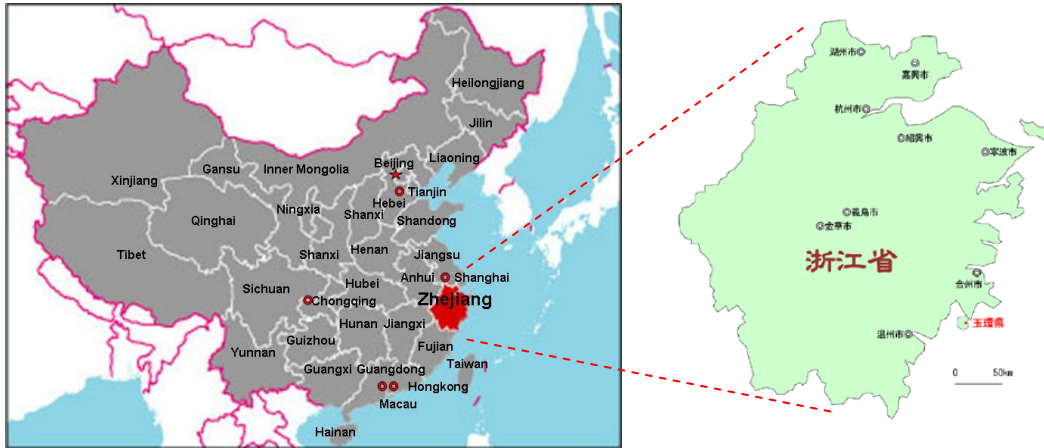 Heilongjiang
Jilin
Liaoning
Beijing
Inner Mongolia
Gansu
Xinjiang
Tianjin
Hebei
Ningxia
Shanxi
Shandong
Qinghai
Henan
Tibet
Shanxi
Jiangsu
Anhui
Shanghai
Hubei
Sichuan
Chongqing
Zhejiang
Hunan
Jiangxi
Guizhou
Yunnan
Fujian
Taiwan
Guangxi
Guangdong
Hongkong
Macau
Hainan
湖州市
嘉興市
杭州市
紹興市
寧波市
義烏市
金華市
浙江省
台州市
玉環県
温州市
0 50km